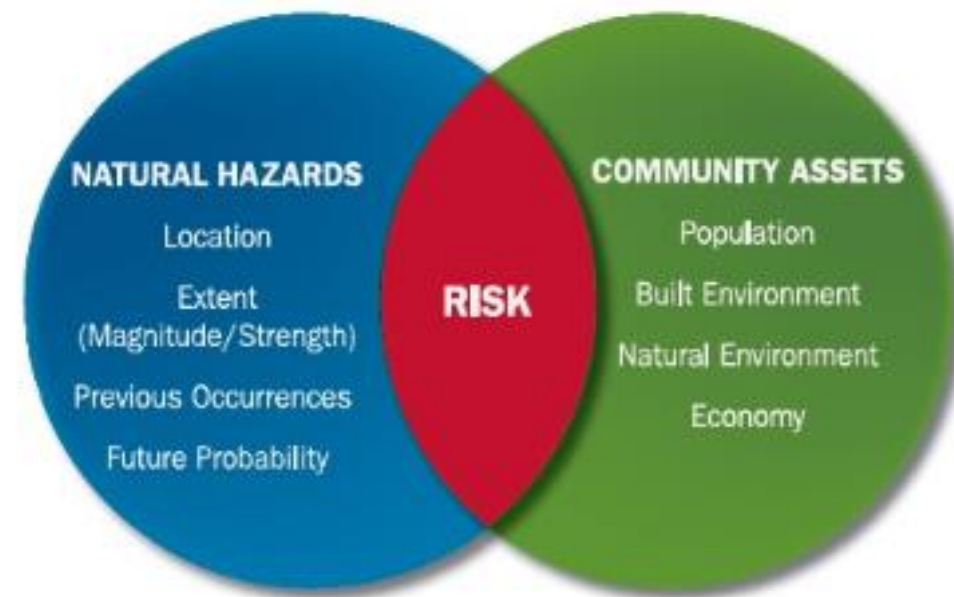 NATURAL HAZARDS
Location
Extent
(Magnitude/Strength)
Previous Occurrences
Future Probability
RISK
COMMUNITY ASSETS
Population
Built Environment
Natural Environment
Economy